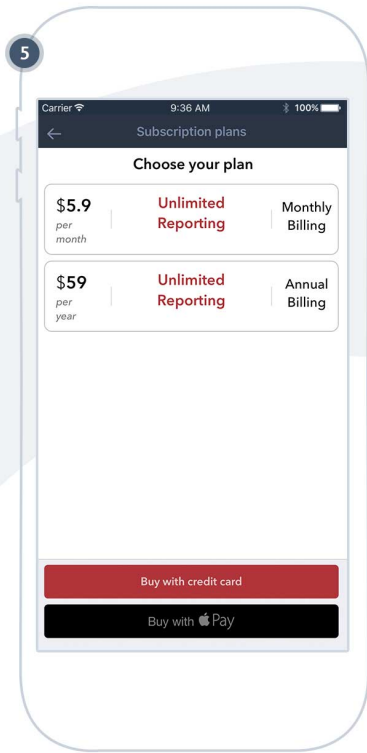 5
Carrier 9:36 AM 100%
Subscription plans
Choose your plan
$5.9
per
month
Unlimited
Reporting
Monthly
Billing
$59
per
year
Unlimited
Reporting
Annual
Billing
Buy with credit card
Buy with Pay